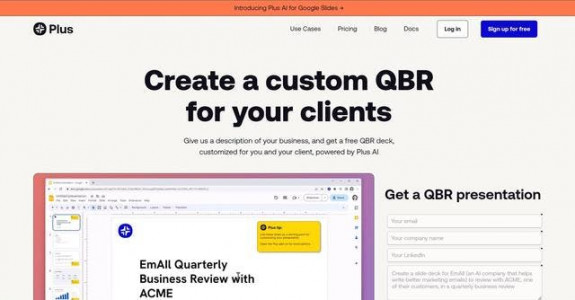 Introducing Plus AI for Google Slides →
Plus
Use Cases
Pricing
Blog
Docs
Log in
Sign up for free
Create a custom QBR
for your clients
Give us a description of your business, and get a free QBR deck,
customized for you and your client, powered by Plus AI
Get a QBR presentation
Your email
Your company name
Your LinkedIn
Create a slide deck for EmAll (an AI company that helps
write better marketing emails) to review with ACME, one
of their customers, in a quarterly business review
Plus tip:
EmAll Quarterly
Business Review with
ACME